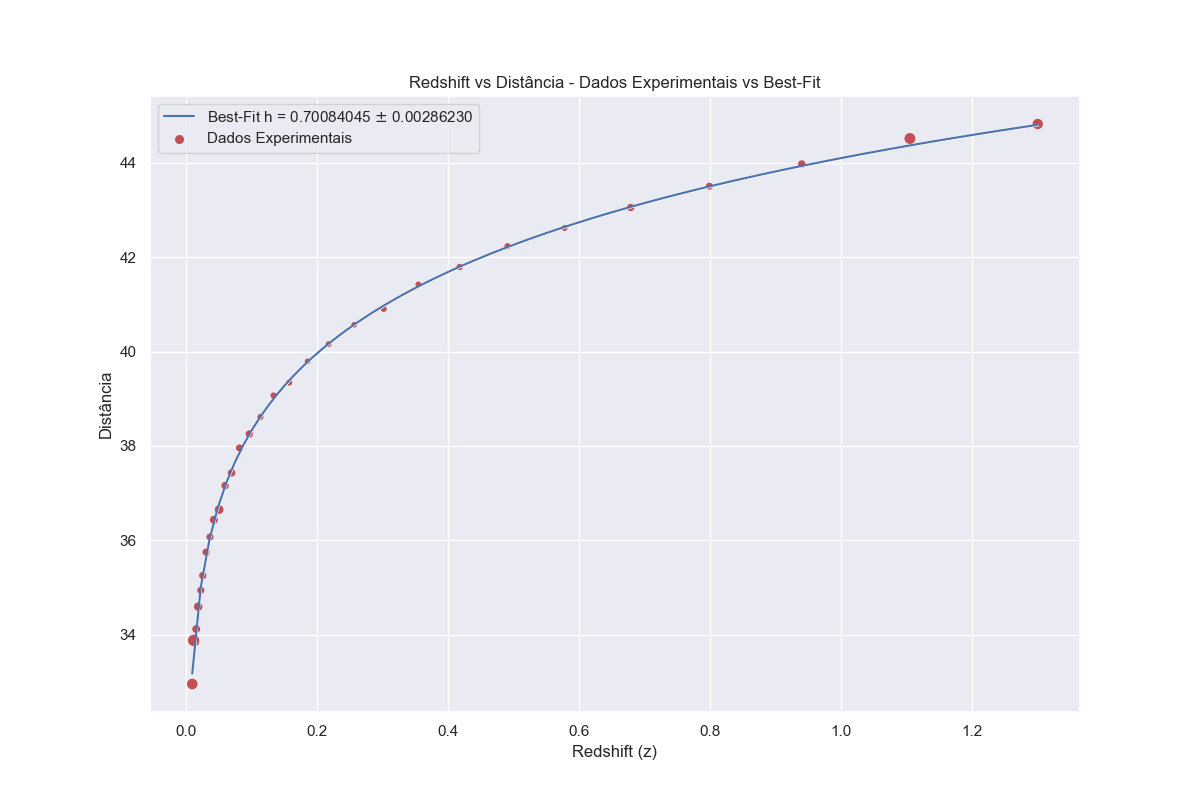 Redshift vs Distância - Dados Experimentais vs Best-Fit
Best-Fit h = 0.70084045 ± 0.00286230
Dados Experimentais
Distância
44
42
40
38
36
34
0.0 0.2 0.4 0.6 0.8 1.0 1.2
Redshift (z)